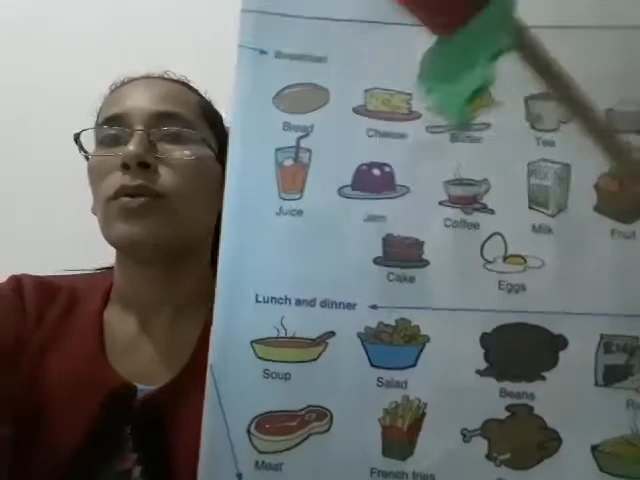 Breakfast
Bread Cheese Butter Tea
Juice Jam Coffee Milk Fruit
Cake Eggs
Lunch and dinner
Soup Salad Beans
Meat French fries